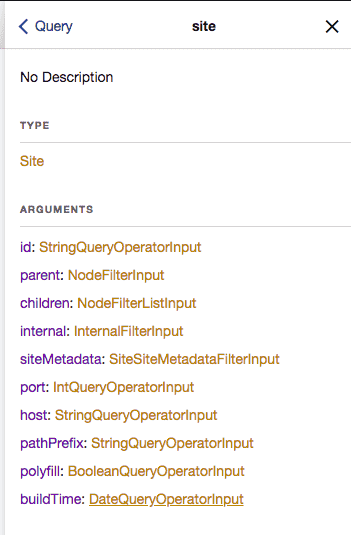 Query site
No Description
TYPE
Site
ARGUMENTS
id: StringQueryOperatorInput
parent: NodeFilterInput
children: NodeFilterListInput
internal: InternalFilterInput
siteMetadata: SiteSiteMetadataFilterInput
port: IntQueryOperatorInput
host: StringQueryOperatorInput
pathPrefix: StringQueryOperatorInput
polyfill: BooleanQueryOperatorInput
buildTime: DateQueryOperatorInput